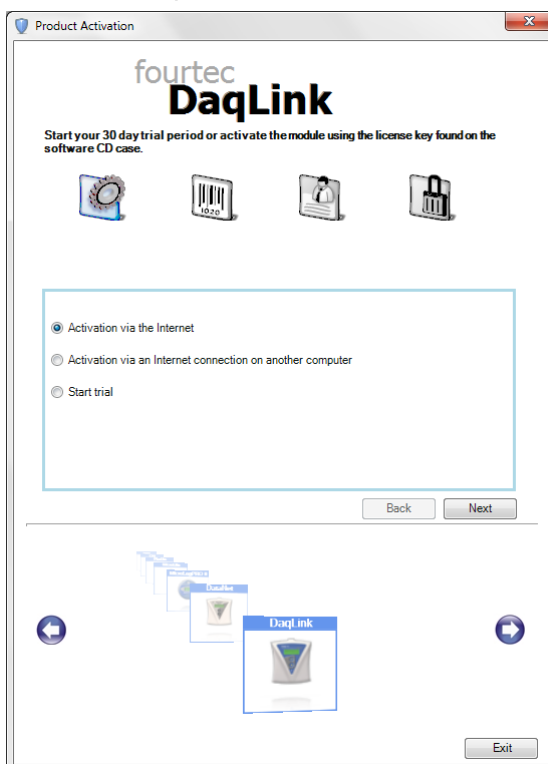 Product Activation
fourtec
DaqLink
Start your 30 day trial period or activate the module using the license key found on the
software CD case.
1020
Activation via the Internet
Activation via an Internet connection on another computer
Start trial
Back
Next
DaqLink
Exit